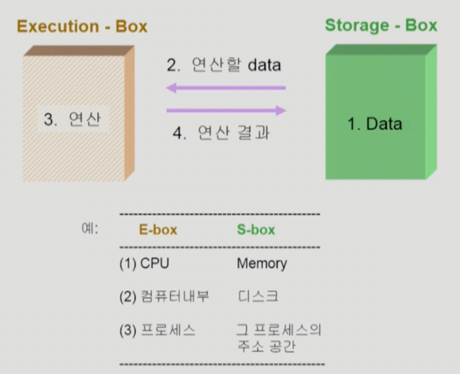 Execution - Box
Storage - Box
2. 연산할 data
3. 연산
1. Data
4. 연산 결과
예:
E-box S-box
(1) CPU Memory
(2) 컴퓨터내부 디스크
(3) 프로세스 그 프로세스의
주소 공간